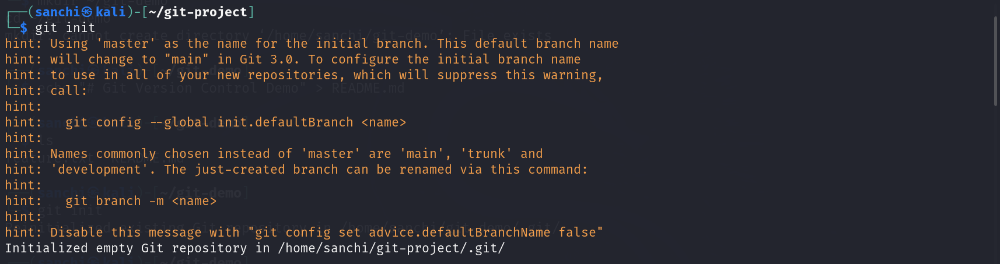 ┌──(sanchi㉿kali)-[~/git-project]
└─$ git init
hint: Using 'master' as the name for the initial branch. This default branch name
hint: will change to "main" in Git 3.0. To configure the initial branch name
hint: to use in all of your new repositories, which will suppress this warning,
hint: call:
hint:
hint:   git config --global init.defaultBranch <name>
hint:
hint: Names commonly chosen instead of 'master' are 'main', 'trunk' and
hint: 'development'. The just-created branch can be renamed via this command:
hint:
hint:   git branch -m <name>
hint:
hint: Disable this message with "git config set advice.defaultBranchName false"
Initialized empty Git repository in /home/sanchi/git-project/.git/